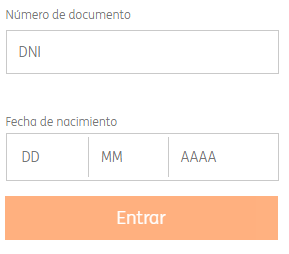 Número de documento
DNI
Fecha de nacimiento
DD MM AAAA
Entrar